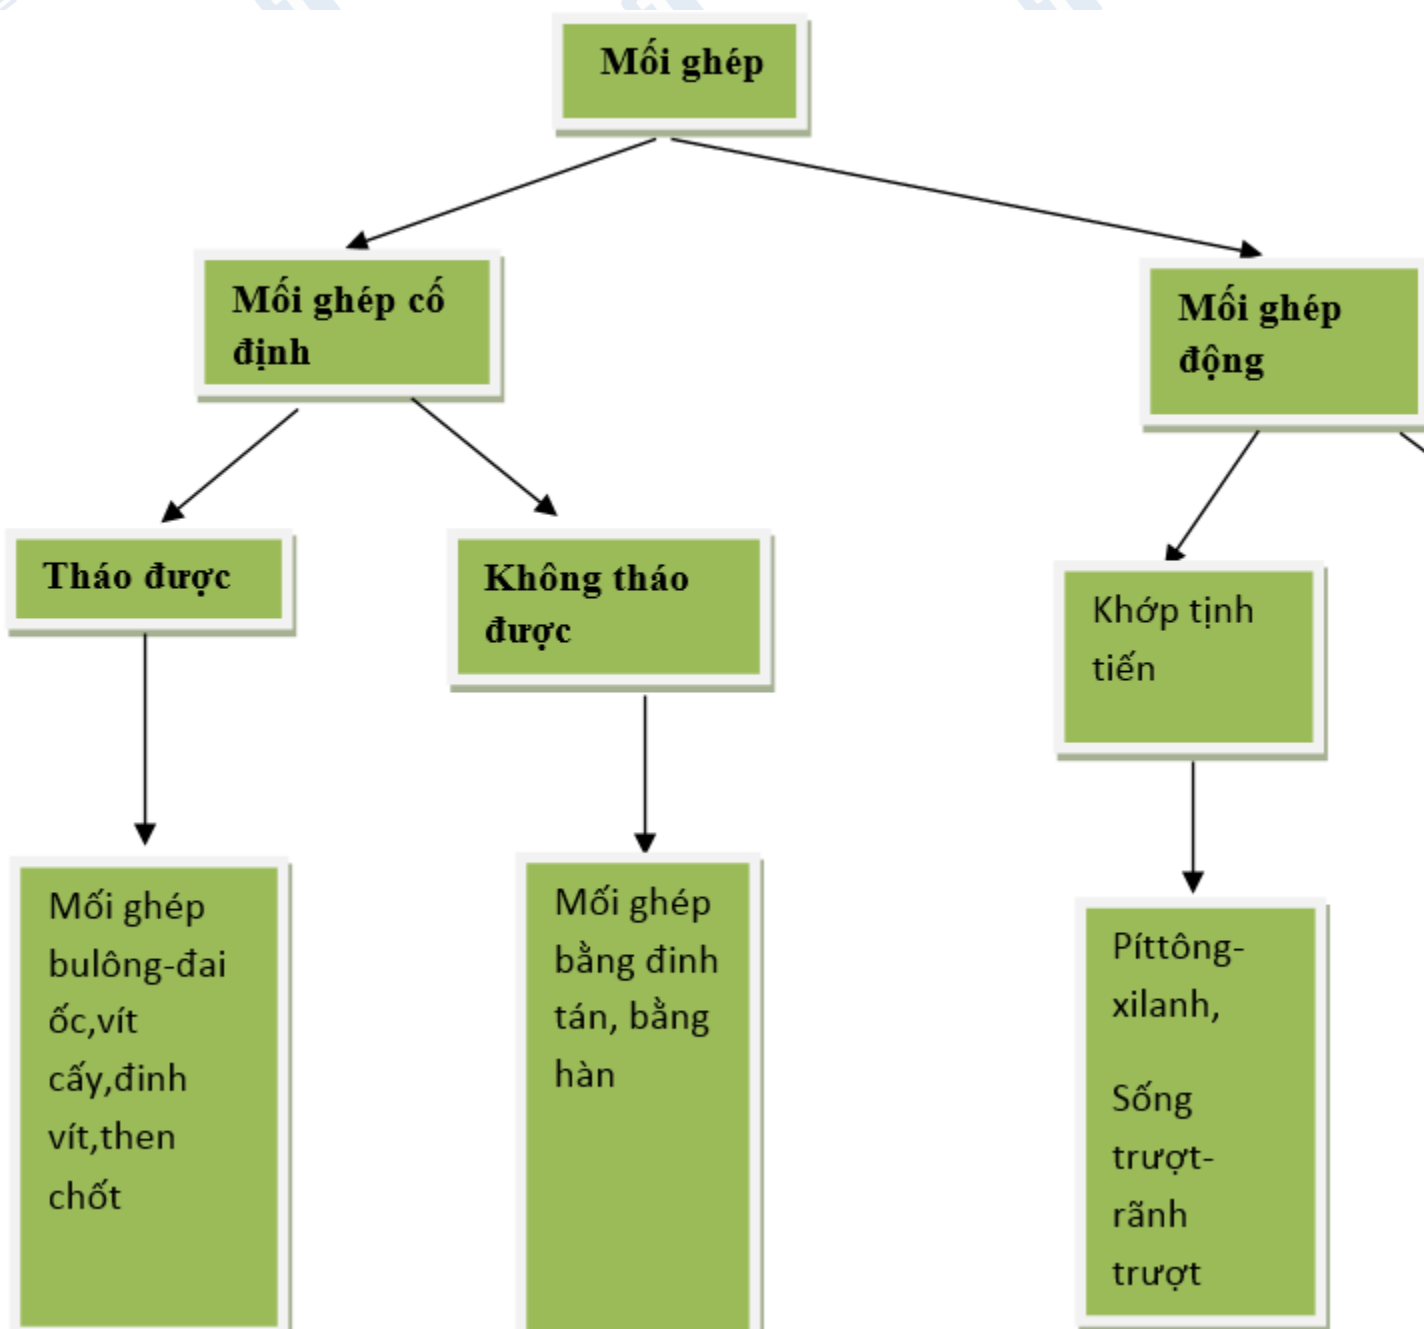 Mối ghép
Mối ghép cố
định
Mối ghép
động
Tháo được
Không tháo
được
Khớp tịnh
tiến
Mối ghép
bulông-đai
ốc,vít
cấy,đinh
vít,then
chốt
Mối ghép
bằng đinh
tán, bằng
hàn
Píttông-
xilanh,
Sống
trượt-
rãnh
trượt